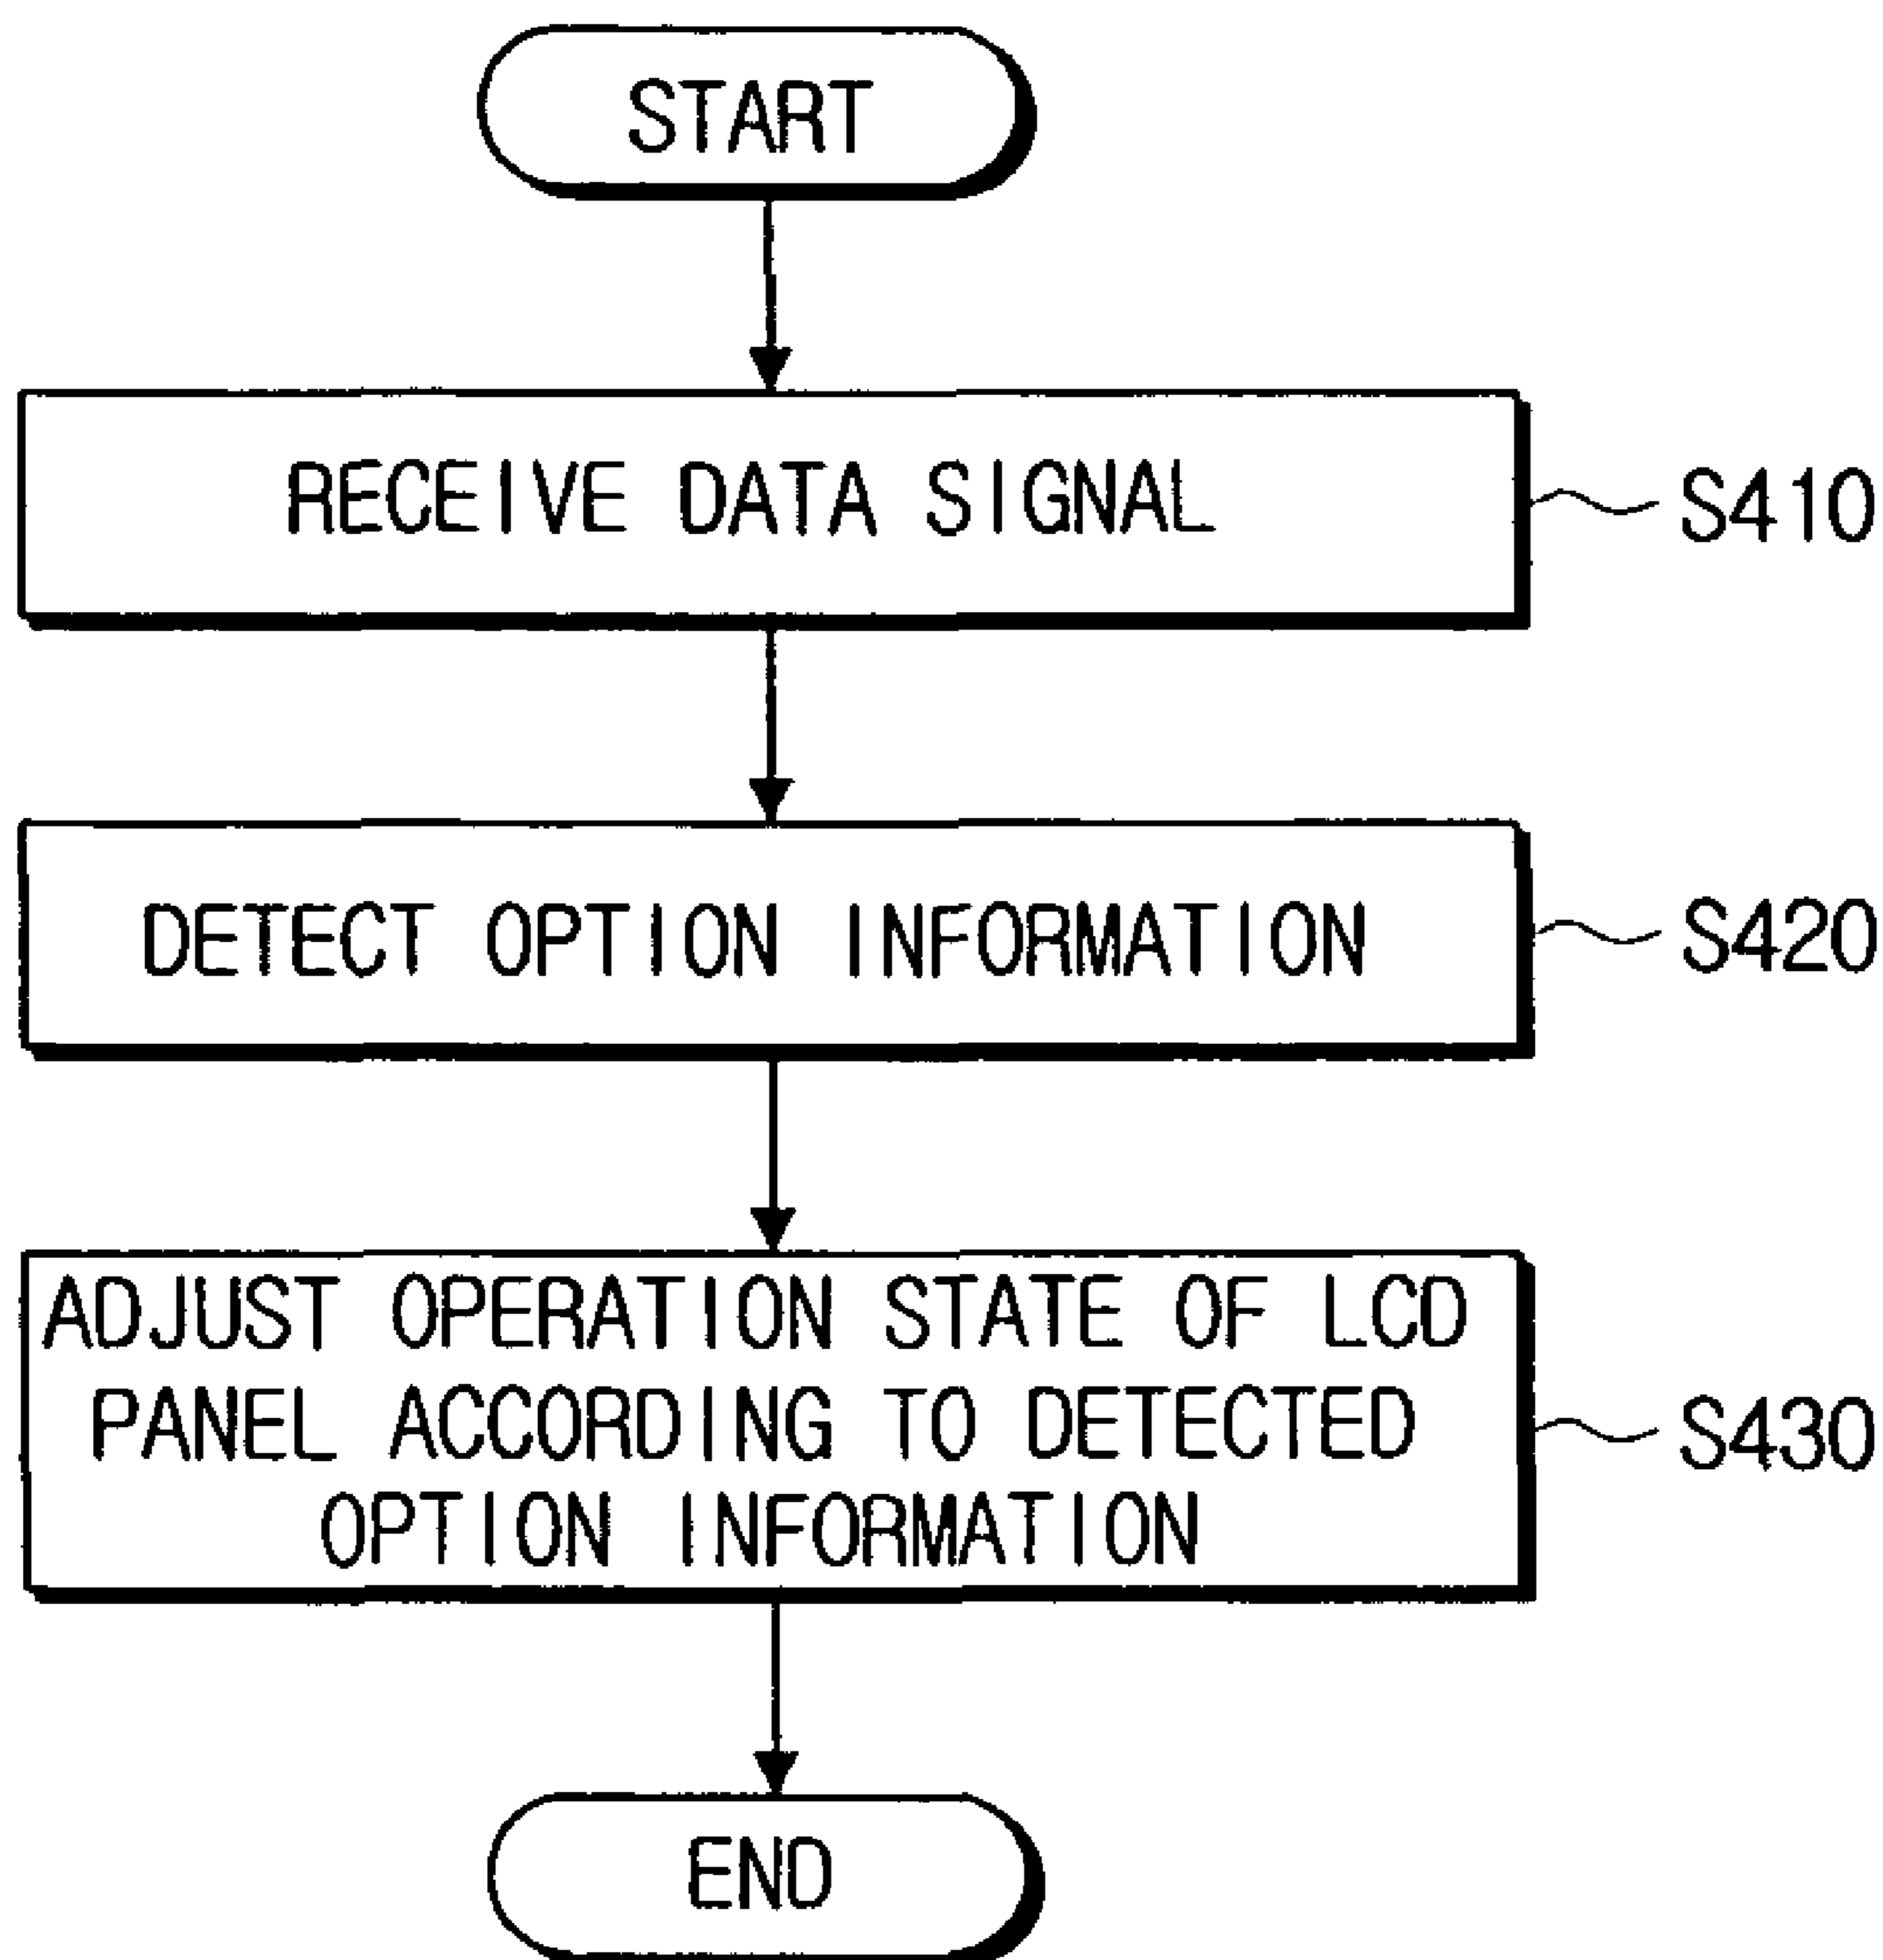 START
RECEIVE DATA SIGNAL
S410
DETECT OPTION INFORMATION
S420
ADJUST OPERATION STATE OF LCD
PANEL ACCORDING TO DETECTED
OPTION INFORMATION
S430
END